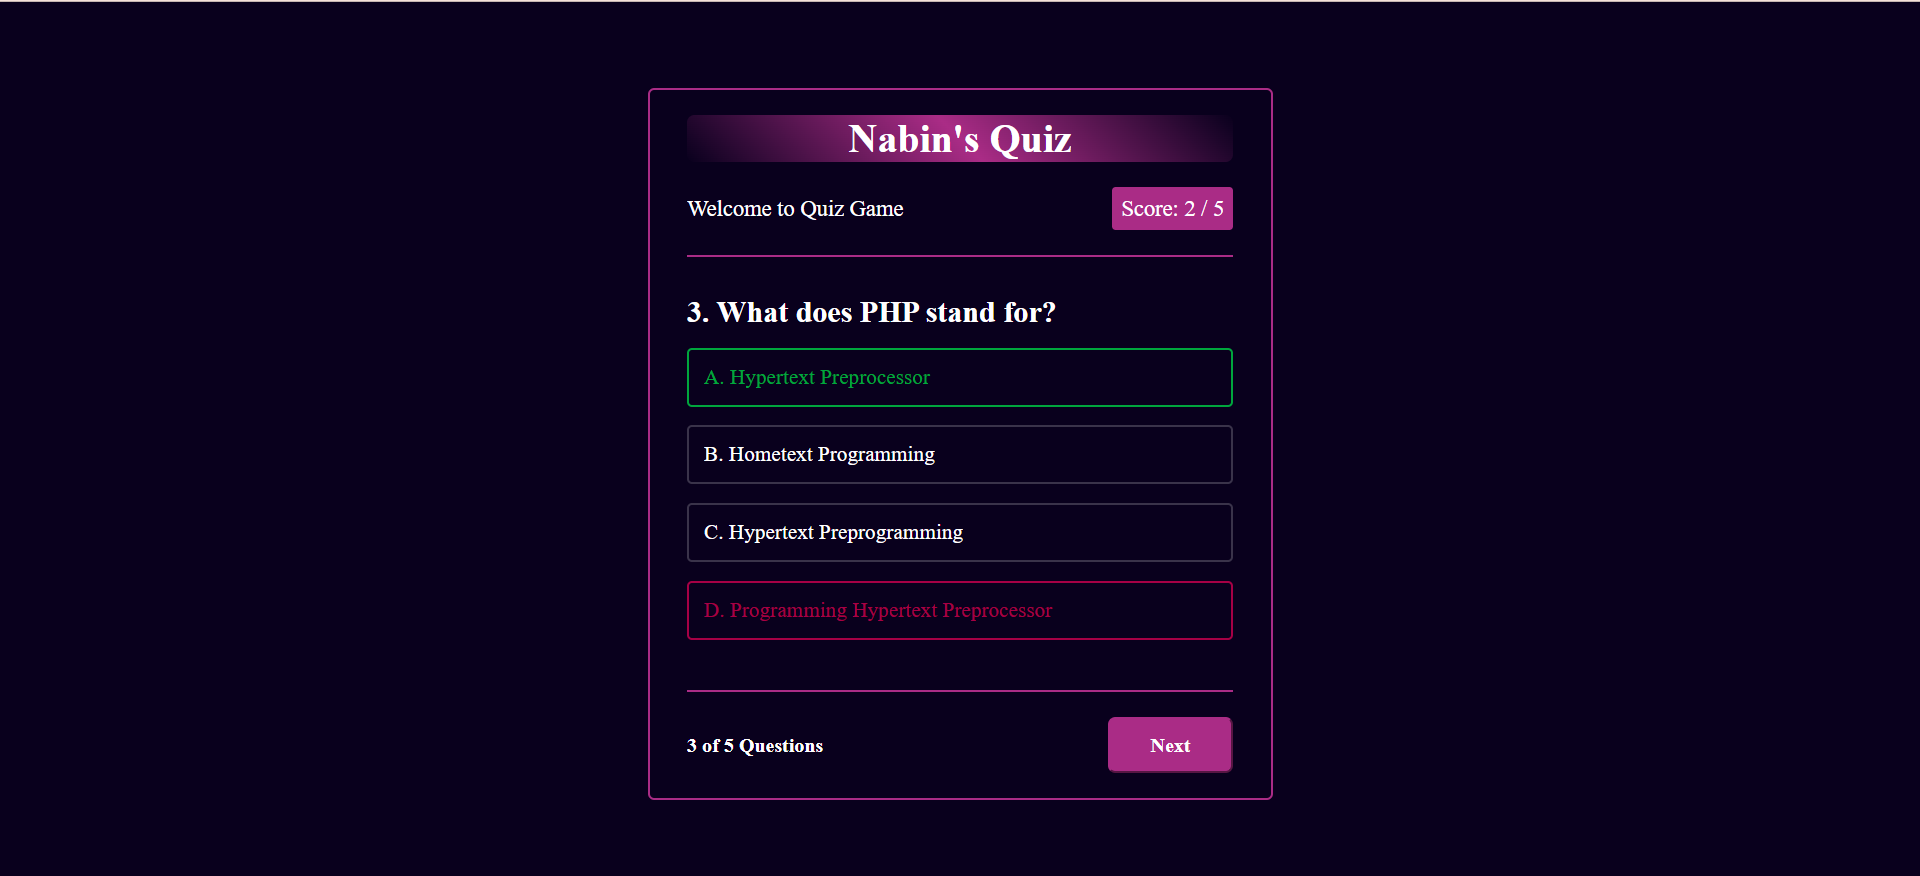 Nabin's Quiz
Welcome to Quiz Game
Score: 2 / 5
3. What does PHP stand for?
A. Hypertext Preprocessor
B. Hometext Programming
C. Hypertext Preprogramming
D. Programming Hypertext Preprocessor
3 of 5 Questions
Next